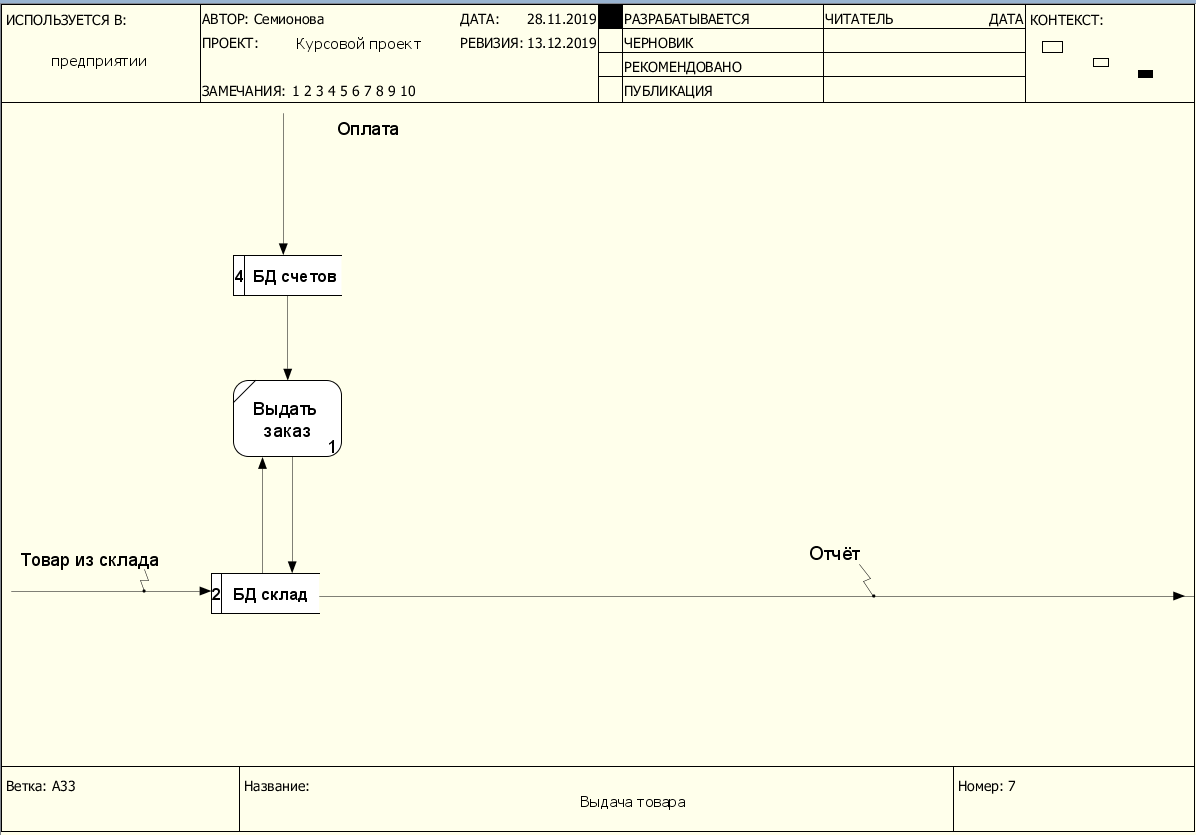 ИСПОЛЬЗУЕТСЯ В:
предприятии
АВТОР: Семионова
ДАТА: 28.11.2019
ПРОЕКТ: Курсовой проект
РЕВИЗИЯ: 13.12.2019
ЗАМЕЧАНИЯ: 1 2 3 4 5 6 7 8 9 10
РАЗРАБАТЫВАЕТСЯ
ЧЕРНОВИК
РЕКОМЕНДОВАНО
ПУБЛИКАЦИЯ
ЧИТАТЕЛЬ ДАТА
КОНТЕКСТ:
Оплата
4 БД счетов
Выдать
заказ
1
Товар из склада
Отчёт
2 БД склад
Ветка: A33
Название:
Выдача товара
Номер: 7